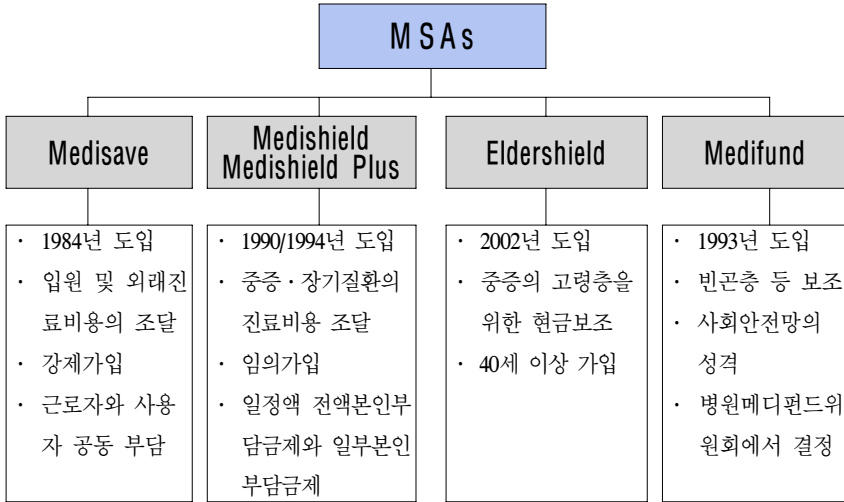 MSAs
Medisave
Medishield
Medishield Plus
Eldershield
Medifund
· 1984년 도입
· 입원 및 외래진
료비용의 조달
· 강제가입
· 근로자와 사용
자 공동 부담
· 1990/1994년 도입
· 중증·장기질환의
진료비용 조달
· 임의가입
· 일정액 전액본인부
담금제와 일부본인
부담금제
· 2002년 도입
· 중증의 고령층을
위한 현금보조
· 40세 이상 가입
· 1993년 도입
· 빈곤층 등 보조
· 사회안전망의
성격
· 병원메디펀드위
원회에서 결정